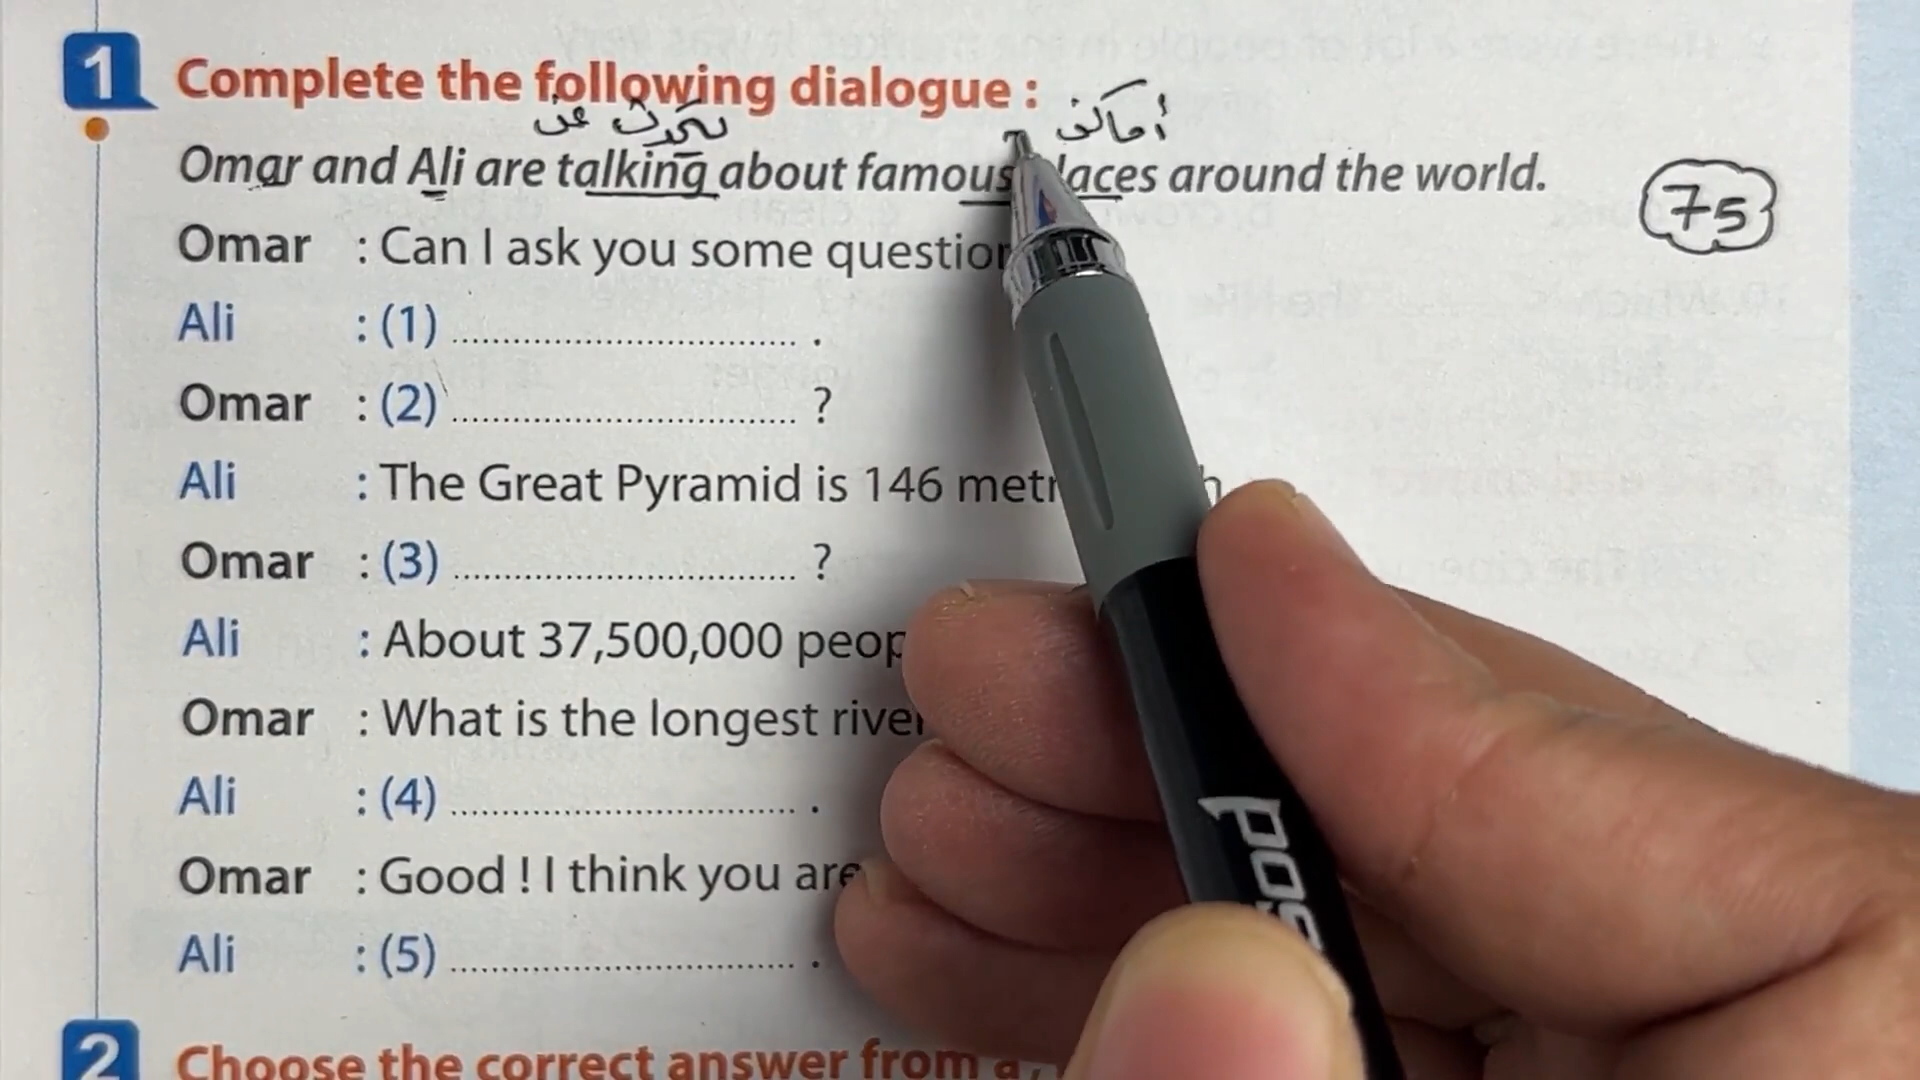 1 Complete the following dialogue :
يتحدث عن أماكن
Omar and Ali are talking about famous places around the world.
75
Omar : Can I ask you some question
Ali : (1) .................................... .
Omar : (2) .................................... ?
Ali : The Great Pyramid is 146 metr h
Omar : (3) .................................... ?
Ali : About 37,500,000 peop
Omar : What is the longest river
Ali : (4) .................................... .
Omar : Good ! I think you are
Ali : (5) .................................... .
2 Choose the correct answer from a,